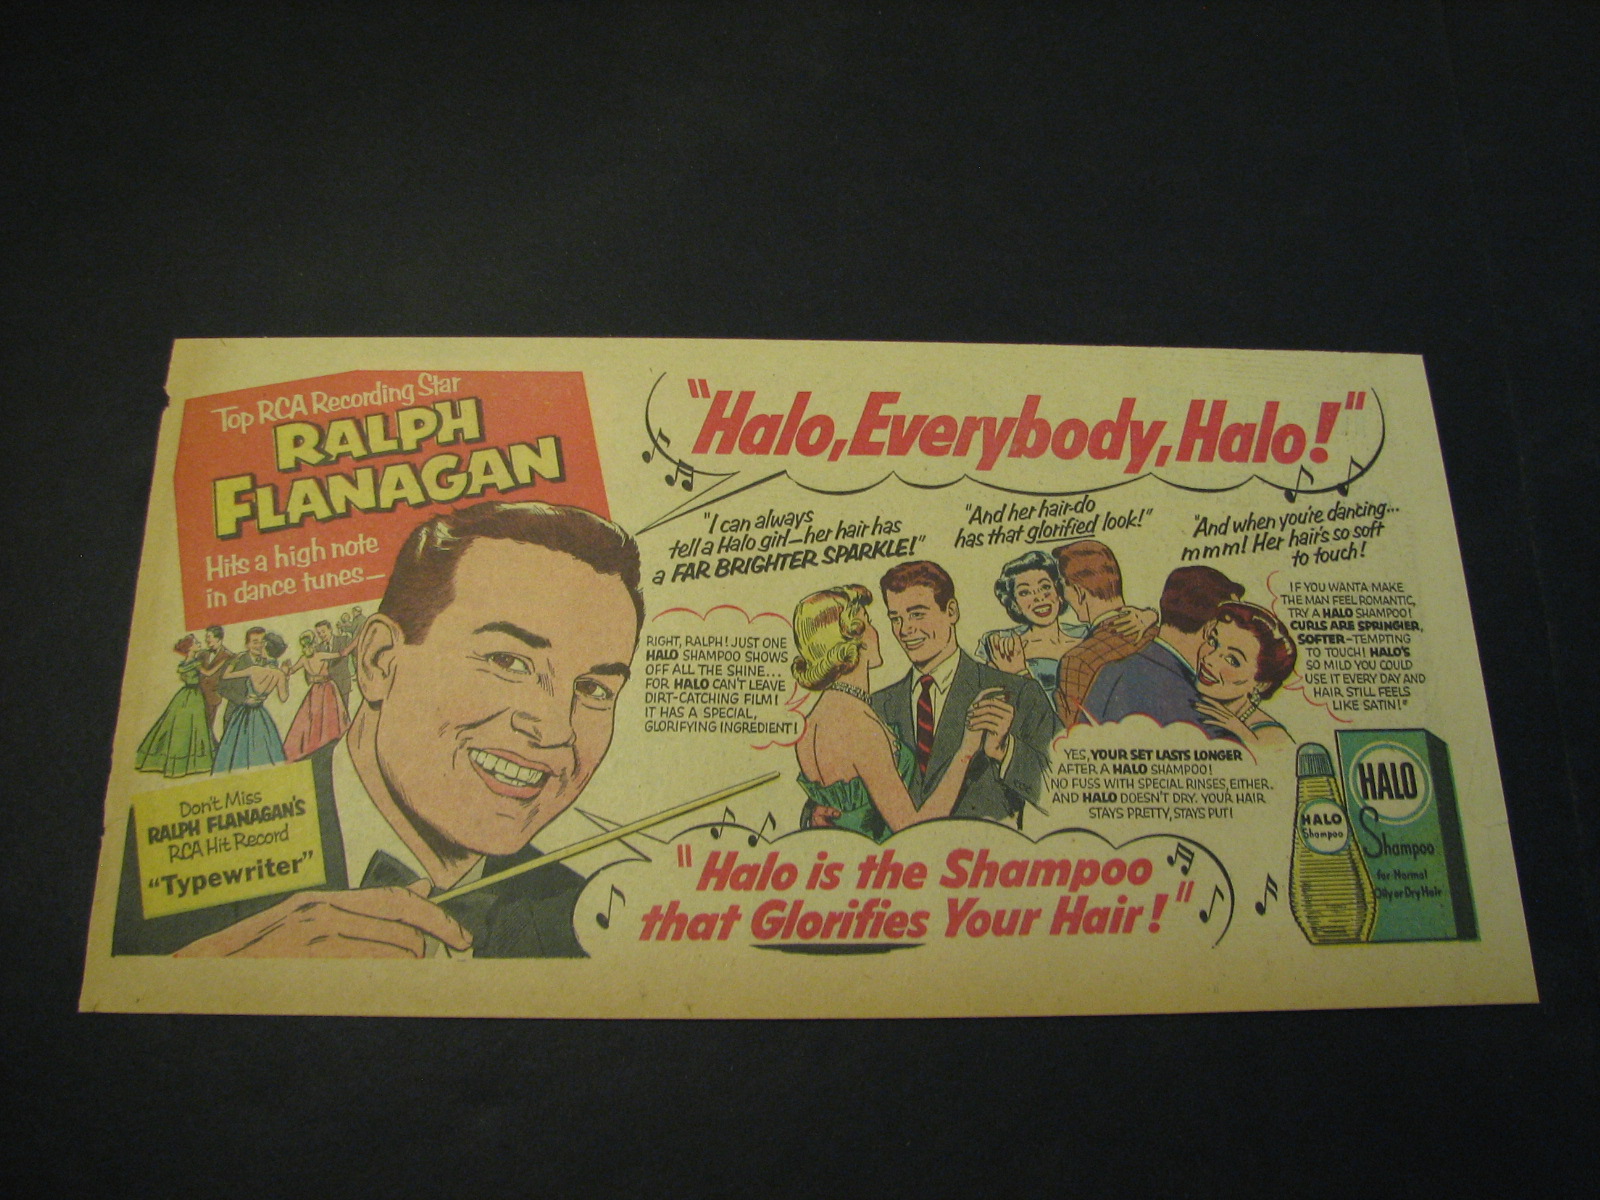 Top RCA Recording Star
RALPH
FLANAGAN
Hits a high note
in dance tunes—
Don't Miss
RALPH FLANAGAN'S
RCA Hit Record
"Typewriter"
"Halo, Everybody, Halo!"
"I can always
tell a Halo girl—her hair has
a FAR BRIGHTER SPARKLE!"
RIGHT, RALPH! JUST ONE
HALO SHAMPOO SHOWS
OFF ALL THE SHINE...
FOR HALO CAN'T LEAVE
DIRT-CATCHING FILM!
IT HAS A SPECIAL,
GLORIFYING INGREDIENT!
"And her hair-do
has that glorified look!"
YES, YOUR SET LASTS LONGER
AFTER A HALO SHAMPOO!
NO FUSS WITH SPECIAL RINSES, EITHER.
AND HALO DOESN'T DRY. YOUR HAIR
STAYS PRETTY, STAYS PUT!
"And when you're dancing...
mmm! Her hair's so soft
to touch!
IF YOU WANTA MAKE
THE MAN FEEL ROMANTIC,
TRY A HALO SHAMPOO!
CURLS ARE SPRINGIER,
SOFTER—TEMPTING
TO TOUCH! HALO'S
SO MILD YOU COULD
USE IT EVERY DAY AND
HAIR STILL FEELS
LIKE SATIN!"
"Halo is the Shampoo
that Glorifies Your Hair!"
HALO
Shampoo
HALO
Shampoo
for Normal
Oily or Dry Hair